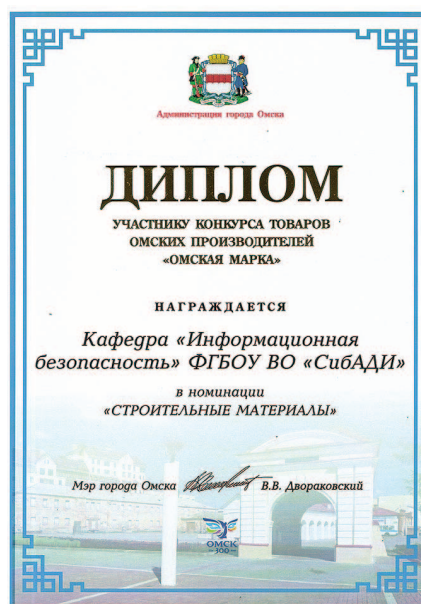 Администрация города Омска
ДИПЛОМ
УЧАСТНИКУ КОНКУРСА ТОВАРОВ
ОМСКИХ ПРОИЗВОДИТЕЛЕЙ
«ОМСКАЯ МАРКА»
НАГРАЖДАЕТСЯ
Кафедра «Информационная
безопасность» ФГБОУ ВО «СибАДИ»
в номинации
«СТРОИТЕЛЬНЫЕ МАТЕРИАЛЫ»
Мэр города Омска В.В. Двораковский
ОМСК
300